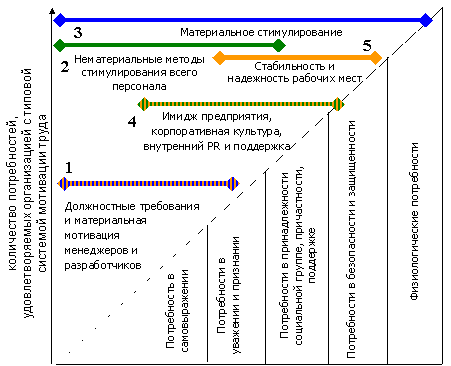 3
Материальное стимулирование
2
Нематериальные методы
стимулирования всего
персонала
5
Стабильность и
надежность рабочих мест
4
Имидж предприятия,
корпоративная культура,
внутренний PR и поддержка
1
Должностные требования
и материальная
мотивация
менеджеров и
разработчиков
количество потребностей,
удовлетворяемых организацией с типовой
системой мотивации труда
Потребность в
самовыражении
Потребности в
уважении и признании
Потребности в принадлежности
социальной группе, причастности,
поддержке
Потребности в безопасности и защищенности
Физиологические потребности